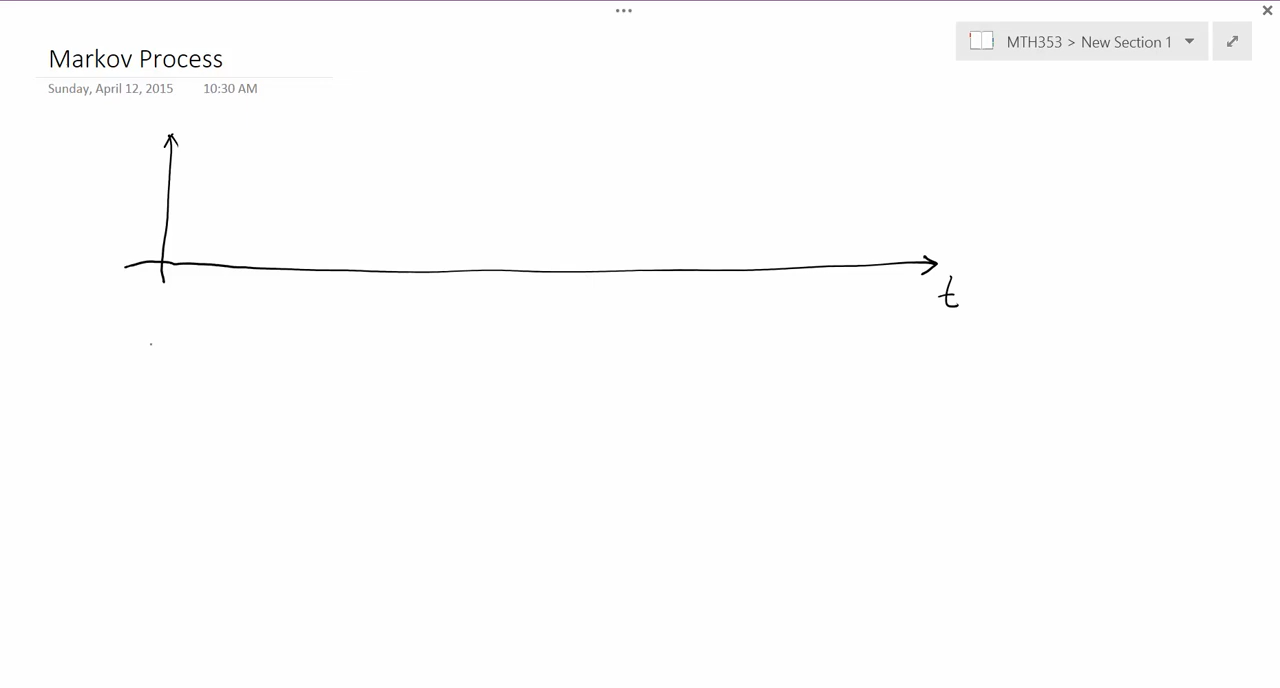 Markov Process
Sunday, April 12, 2015 10:30 AM
MTH353 > New Section 1
t